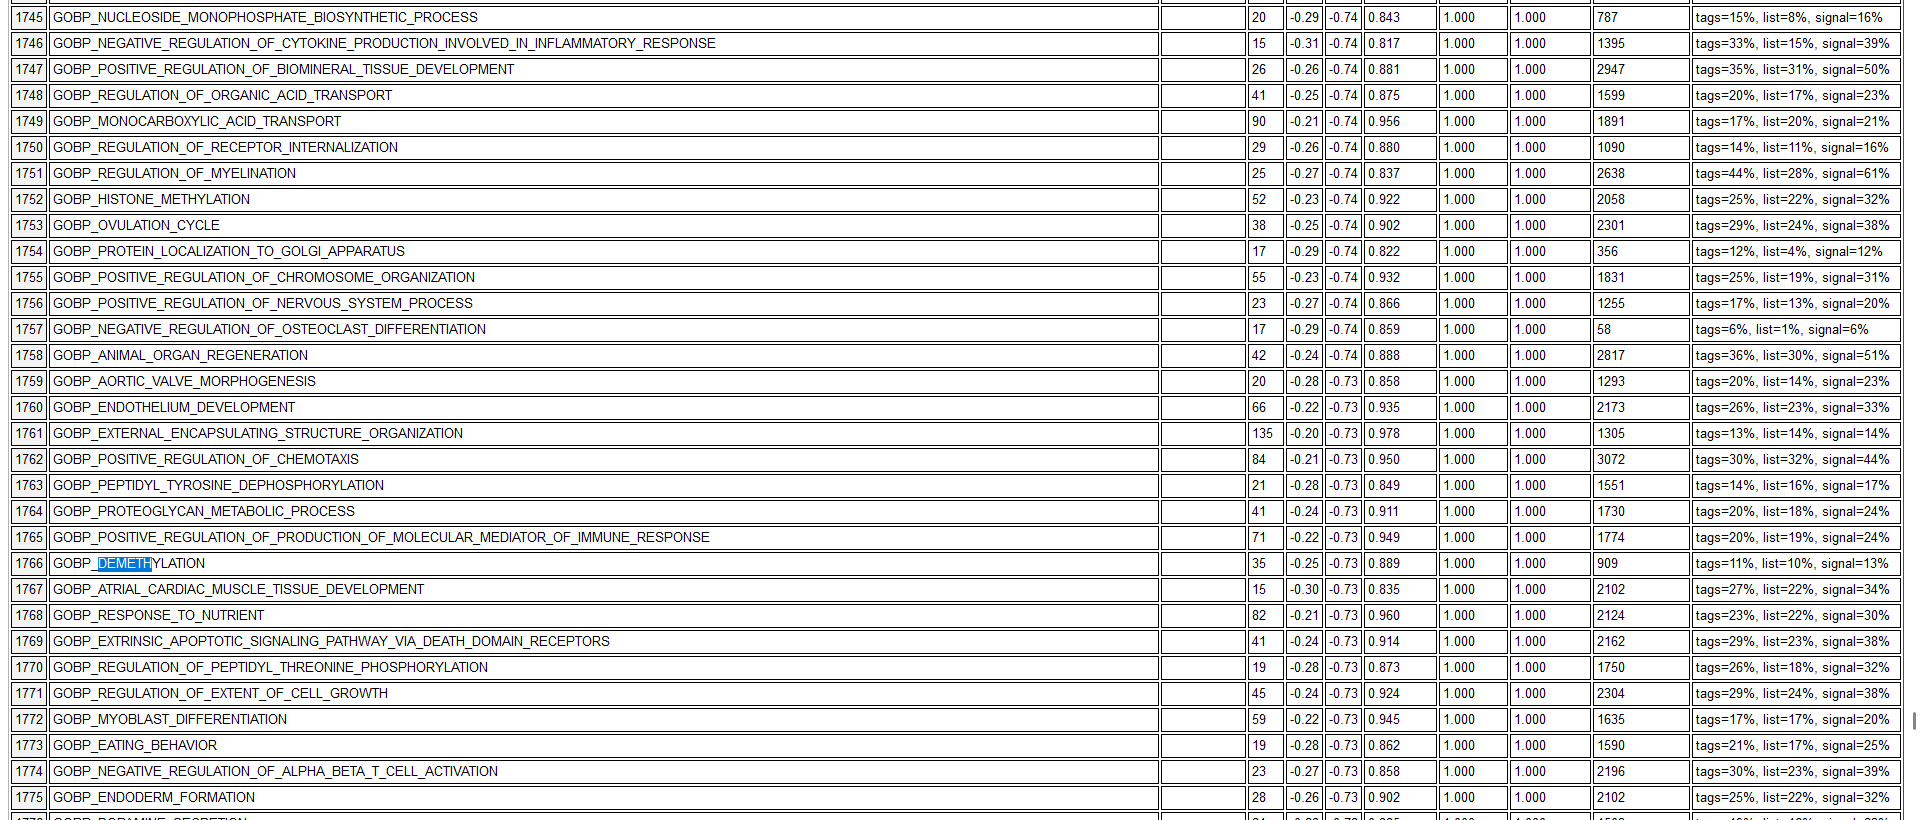 1745 GOBP_NUCLEOSIDE_MONOPHOSPHATE_BIOSYNTHETIC_PROCESS 20 -0.29 -0.74 0.843 1.000 1.000 787 tags=15%, list=8%, signal=16%
1746 GOBP_NEGATIVE_REGULATION_OF_CYTOKINE_PRODUCTION_INVOLVED_IN_INFLAMMATORY_RESPONSE 15 -0.31 -0.74 0.817 1.000 1.000 1395 tags=33%, list=15%, signal=39%
1747 GOBP_POSITIVE_REGULATION_OF_BIOMINERAL_TISSUE_DEVELOPMENT 26 -0.26 -0.74 0.881 1.000 1.000 2947 tags=35%, list=31%, signal=50%
1748 GOBP_REGULATION_OF_ORGANIC_ACID_TRANSPORT 41 -0.25 -0.74 0.875 1.000 1.000 1599 tags=20%, list=17%, signal=23%
1749 GOBP_MONOCARBOXYLIC_ACID_TRANSPORT 90 -0.21 -0.74 0.956 1.000 1.000 1891 tags=17%, list=20%, signal=21%
1750 GOBP_REGULATION_OF_RECEPTOR_INTERNALIZATION 29 -0.26 -0.74 0.880 1.000 1.000 1090 tags=14%, list=11%, signal=16%
1751 GOBP_REGULATION_OF_MYELINATION 25 -0.27 -0.74 0.837 1.000 1.000 2638 tags=44%, list=28%, signal=61%
1752 GOBP_HISTONE_METHYLATION 52 -0.23 -0.74 0.922 1.000 1.000 2058 tags=25%, list=22%, signal=32%
1753 GOBP_OVULATION_CYCLE 38 -0.25 -0.74 0.902 1.000 1.000 2301 tags=29%, list=24%, signal=38%
1754 GOBP_PROTEIN_LOCALIZATION_TO_GOLGI_APPARATUS 17 -0.29 -0.74 0.822 1.000 1.000 356 tags=12%, list=4%, signal=12%
1755 GOBP_POSITIVE_REGULATION_OF_CHROMOSOME_ORGANIZATION 55 -0.23 -0.74 0.932 1.000 1.000 1831 tags=25%, list=19%, signal=31%
1756 GOBP_POSITIVE_REGULATION_OF_NERVOUS_SYSTEM_PROCESS 23 -0.27 -0.74 0.866 1.000 1.000 1255 tags=17%, list=13%, signal=20%
1757 GOBP_NEGATIVE_REGULATION_OF_OSTEOCLAST_DIFFERENTIATION 17 -0.29 -0.74 0.859 1.000 1.000 58 tags=6%, list=1%, signal=6%
1758 GOBP_ANIMAL_ORGAN_REGENERATION 42 -0.24 -0.74 0.888 1.000 1.000 2817 tags=36%, list=30%, signal=51%
1759 GOBP_AORTIC_VALVE_MORPHOGENESIS 20 -0.28 -0.73 0.858 1.000 1.000 1293 tags=20%, list=14%, signal=23%
1760 GOBP_ENDOTHELIUM_DEVELOPMENT 66 -0.22 -0.73 0.935 1.000 1.000 2173 tags=26%, list=23%, signal=33%
1761 GOBP_EXTERNAL_ENCAPSULATING_STRUCTURE_ORGANIZATION 135 -0.20 -0.73 0.978 1.000 1.000 1305 tags=13%, list=14%, signal=14%
1762 GOBP_POSITIVE_REGULATION_OF_CHEMOTAXIS 84 -0.21 -0.73 0.950 1.000 1.000 3072 tags=30%, list=32%, signal=44%
1763 GOBP_PEPTIDYL_TYROSINE_DEPHOSPHORYLATION 21 -0.28 -0.73 0.849 1.000 1.000 1551 tags=14%, list=16%, signal=17%
1764 GOBP_PROTEOGLYCAN_METABOLIC_PROCESS 41 -0.24 -0.73 0.911 1.000 1.000 1730 tags=20%, list=18%, signal=24%
1765 GOBP_POSITIVE_REGULATION_OF_PRODUCTION_OF_MOLECULAR_MEDIATOR_OF_IMMUNE_RESPONSE 71 -0.22 -0.73 0.949 1.000 1.000 1774 tags=20%, list=19%, signal=24%
1766 GOBP_DEMETHYLATION 35 -0.25 -0.73 0.889 1.000 1.000 909 tags=11%, list=10%, signal=13%
1767 GOBP_ATRIAL_CARDIAC_MUSCLE_TISSUE_DEVELOPMENT 15 -0.30 -0.73 0.835 1.000 1.000 2102 tags=27%, list=22%, signal=34%
1768 GOBP_RESPONSE_TO_NUTRIENT 82 -0.21 -0.73 0.960 1.000 1.000 2124 tags=23%, list=22%, signal=30%
1769 GOBP_EXTRINSIC_APOPTOTIC_SIGNALING_PATHWAY_VIA_DEATH_DOMAIN_RECEPTORS 41 -0.24 -0.73 0.914 1.000 1.000 2162 tags=29%, list=23%, signal=38%
1770 GOBP_REGULATION_OF_PEPTIDYL_THREONINE_PHOSPHORYLATION 19 -0.28 -0.73 0.873 1.000 1.000 1750 tags=26%, list=18%, signal=32%
1771 GOBP_REGULATION_OF_EXTENT_OF_CELL_GROWTH 45 -0.24 -0.73 0.924 1.000 1.000 2304 tags=29%, list=24%, signal=38%
1772 GOBP_MYOBLAST_DIFFERENTIATION 59 -0.22 -0.73 0.945 1.000 1.000 1635 tags=17%, list=17%, signal=20%
1773 GOBP_EATING_BEHAVIOR 19 -0.28 -0.73 0.862 1.000 1.000 1590 tags=21%, list=17%, signal=25%
1774 GOBP_NEGATIVE_REGULATION_OF_ALPHA_BETA_T_CELL_ACTIVATION 23 -0.27 -0.73 0.858 1.000 1.000 2196 tags=30%, list=23%, signal=39%
1775 GOBP_ENDODERM_FORMATION 28 -0.26 -0.73 0.902 1.000 1.000 2102 tags=25%, list=22%, signal=32%